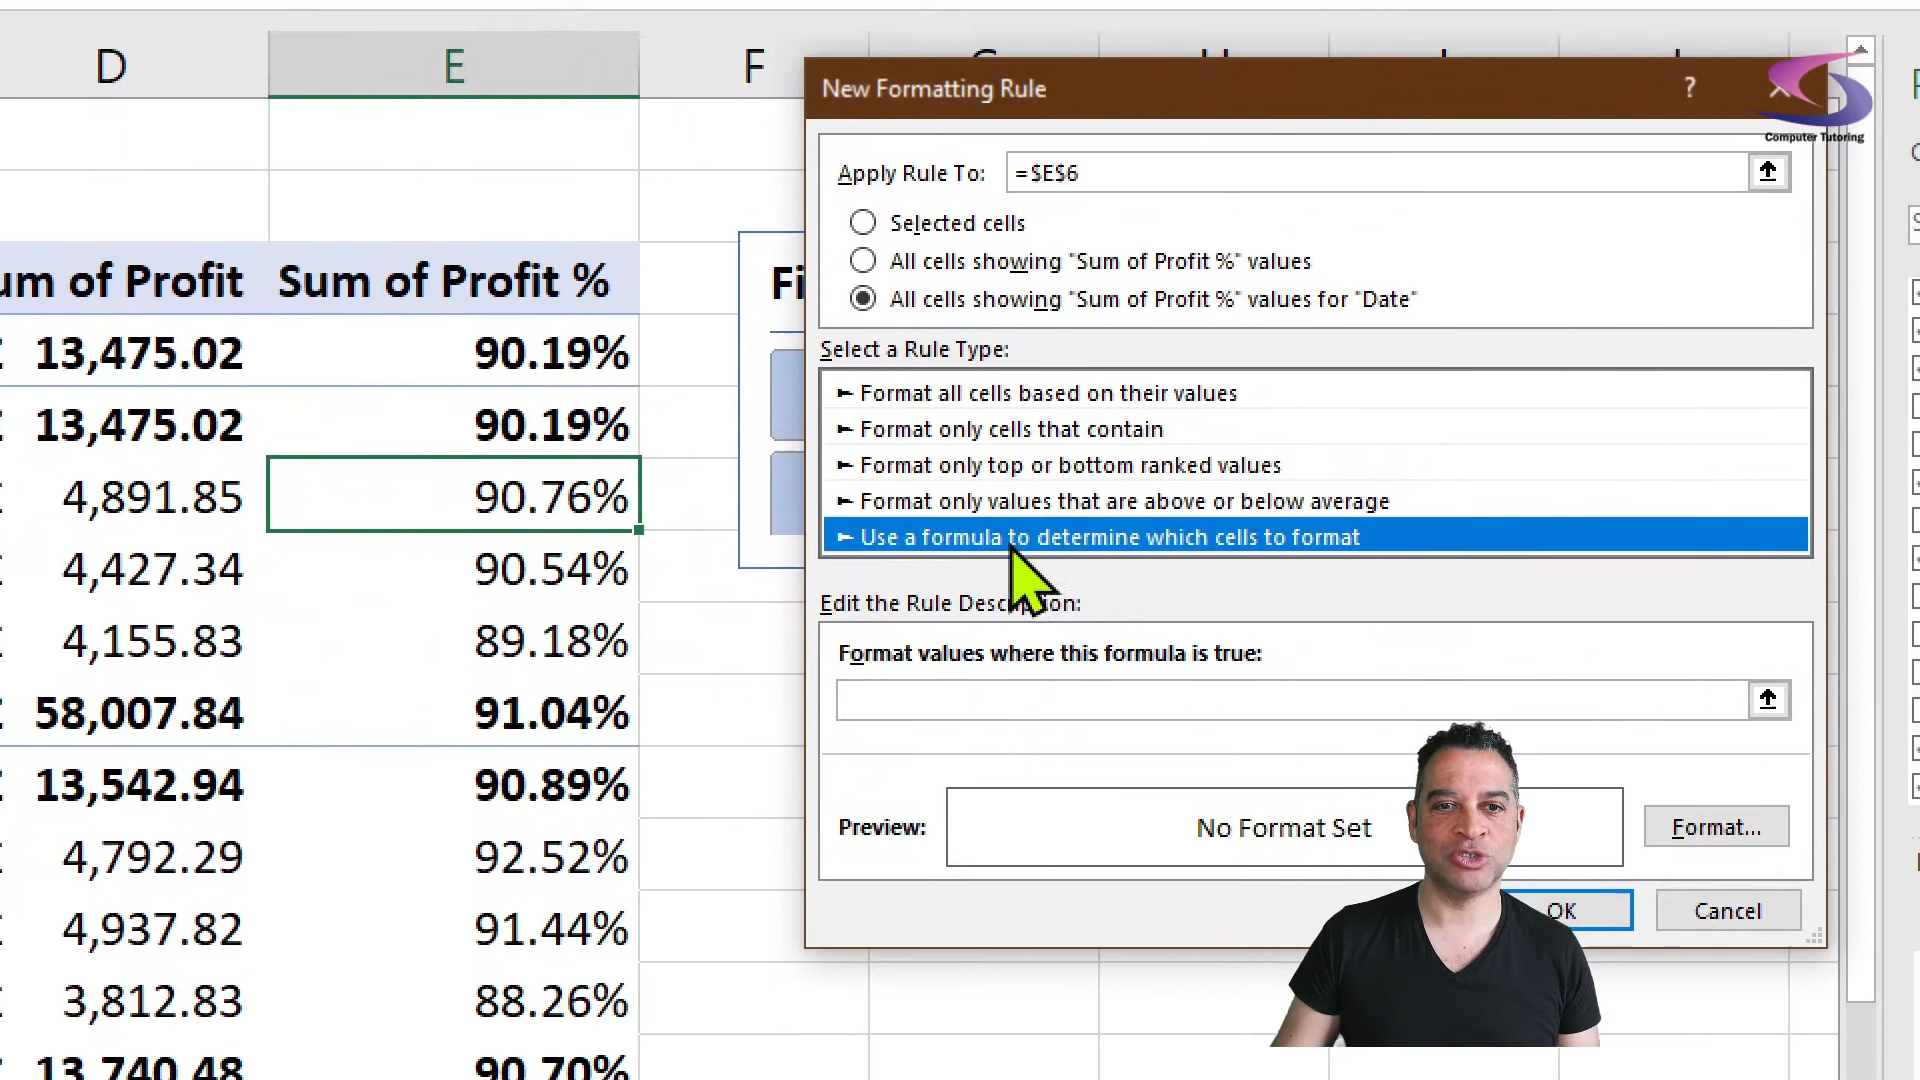 D E F
New Formatting Rule ?
Computer Tutoring
Apply Rule To: =$E$6
Selected cells
All cells showing "Sum of Profit %" values
All cells showing "Sum of Profit %" values for "Date"
Select a Rule Type:
► Format all cells based on their values
► Format only cells that contain
► Format only top or bottom ranked values
► Format only values that are above or below average
► Use a formula to determine which cells to format
Edit the Rule Description:
Format values where this formula is true:
Preview: No Format Set Format...
OK Cancel
um of Profit Sum of Profit % Fi
13,475.02 90.19%
13,475.02 90.19%
4,891.85 90.76%
4,427.34 90.54%
4,155.83 89.18%
58,007.84 91.04%
13,542.94 90.89%
4,792.29 92.52%
4,937.82 91.44%
3,812.83 88.26%
13,740.48 90.70%